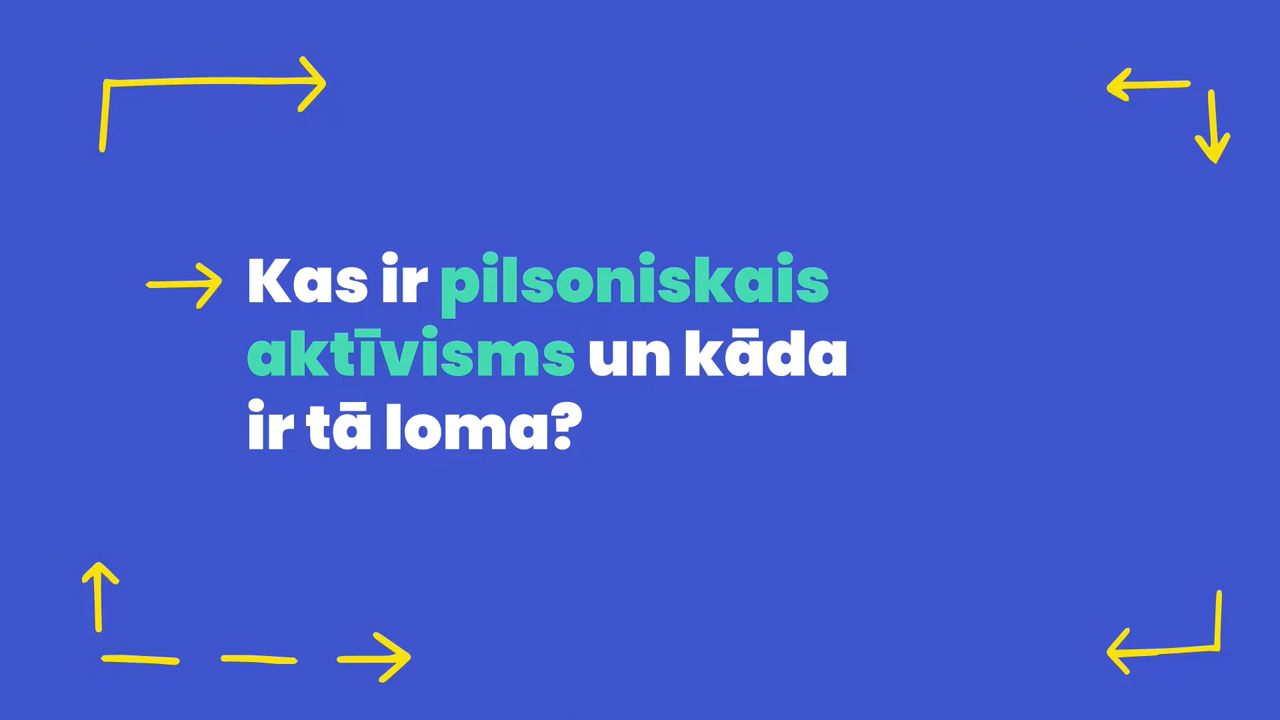 Kas ir pilsoniskais
aktīvisms un kāda
ir tā loma?